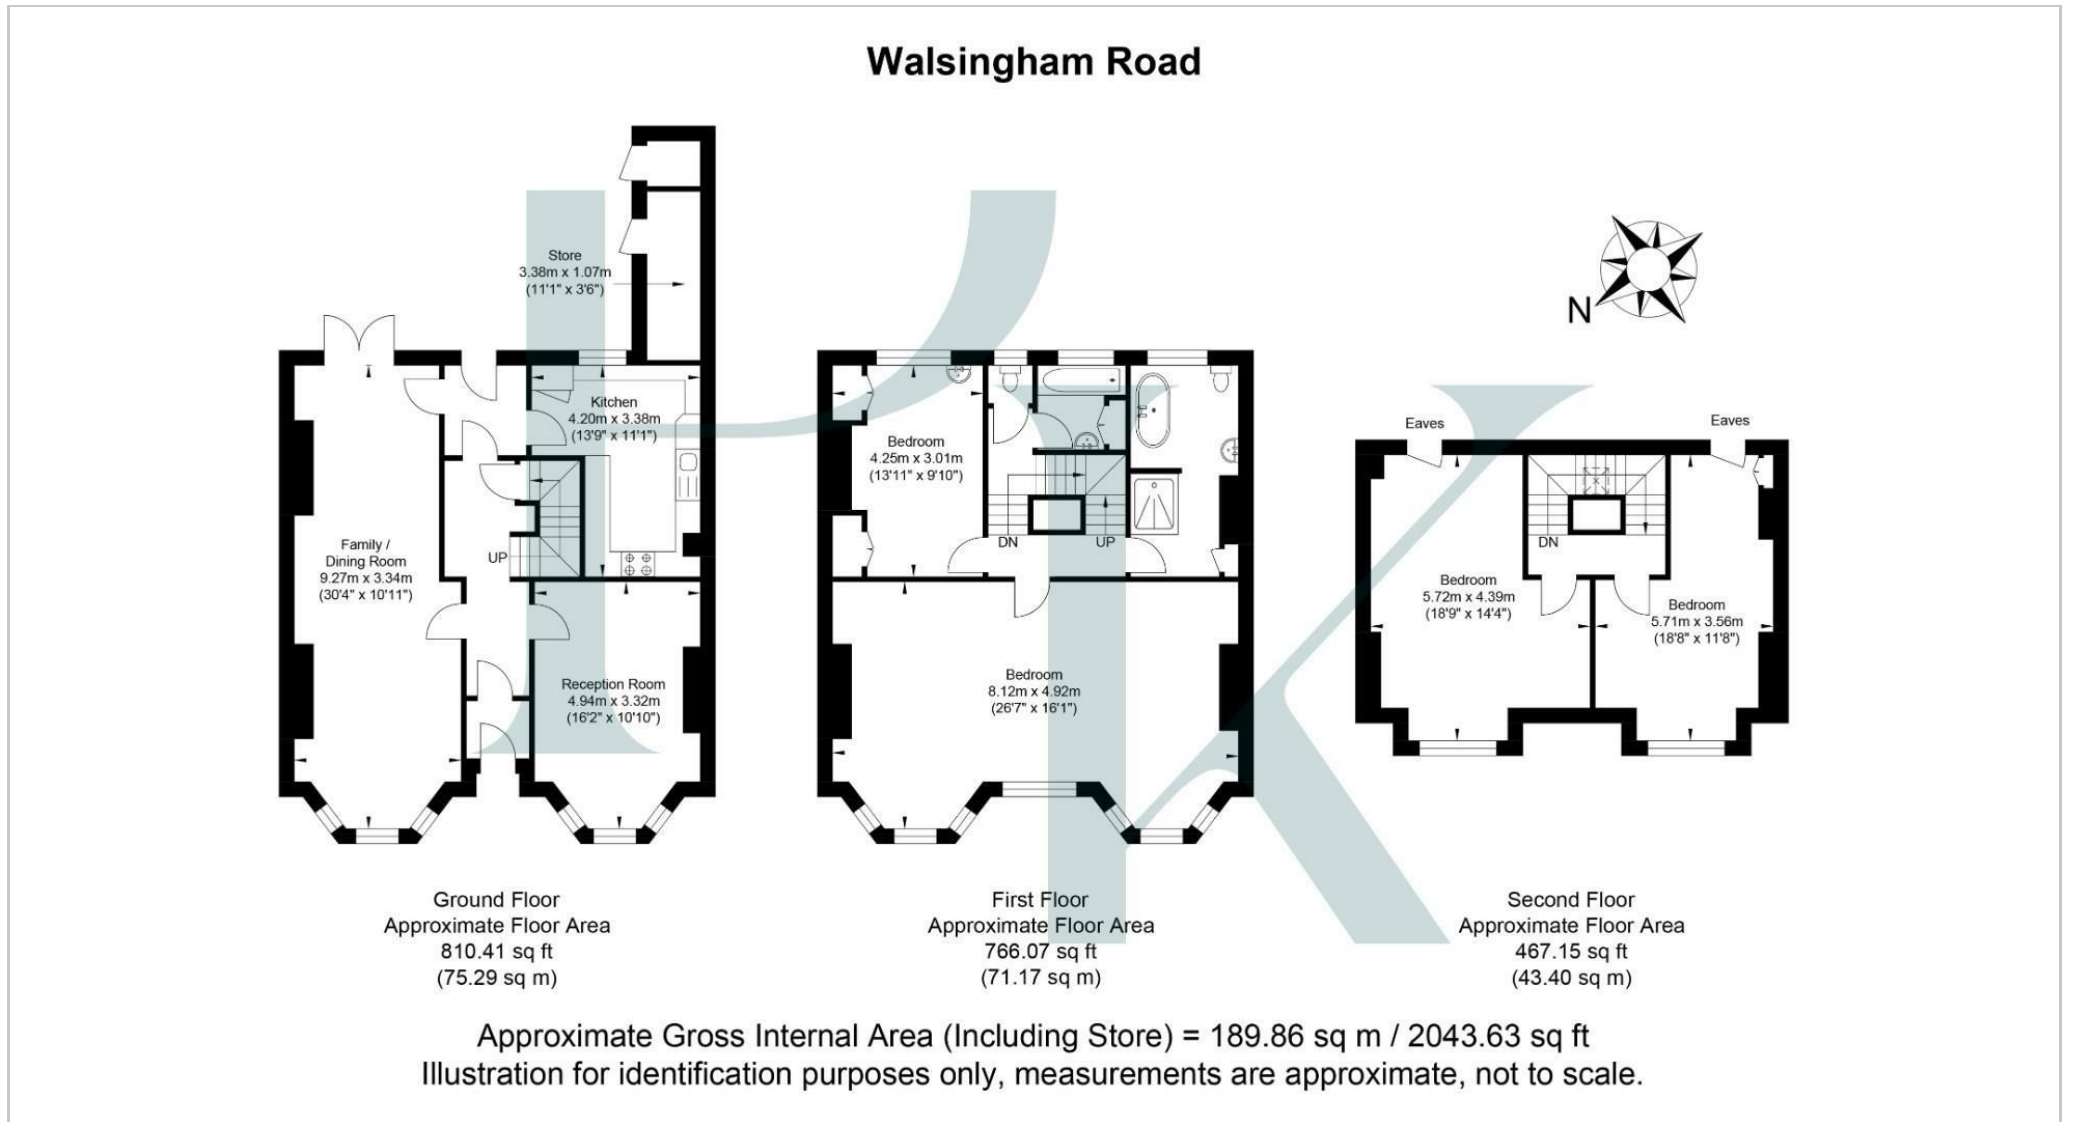 Walsingham Road
Store
3.38m x 1.07m
(11'1" x 3'6")
Kitchen
4.20m x 3.38m
(13'9" x 11'1")
Family /
Dining Room
9.27m x 3.34m
(30'4" x 10'11")
UP
Reception Room
4.94m x 3.32m
(16'2" x 10'10")
Bedroom
4.25m x 3.01m
(13'11" x 9'10")
DN
UP
Bedroom
8.12m x 4.92m
(26'7" x 16'1")
N
Eaves
Eaves
DN
Bedroom
5.72m x 4.39m
(18'9" x 14'4")
Bedroom
5.71m x 3.56m
(18'8" x 11'8")
Ground Floor
Approximate Floor Area
810.41 sq ft
(75.29 sq m)
First Floor
Approximate Floor Area
766.07 sq ft
(71.17 sq m)
Second Floor
Approximate Floor Area
467.15 sq ft
(43.40 sq m)
Approximate Gross Internal Area (Including Store) = 189.86 sq m / 2043.63 sq ft
Illustration for identification purposes only, measurements are approximate, not to scale.